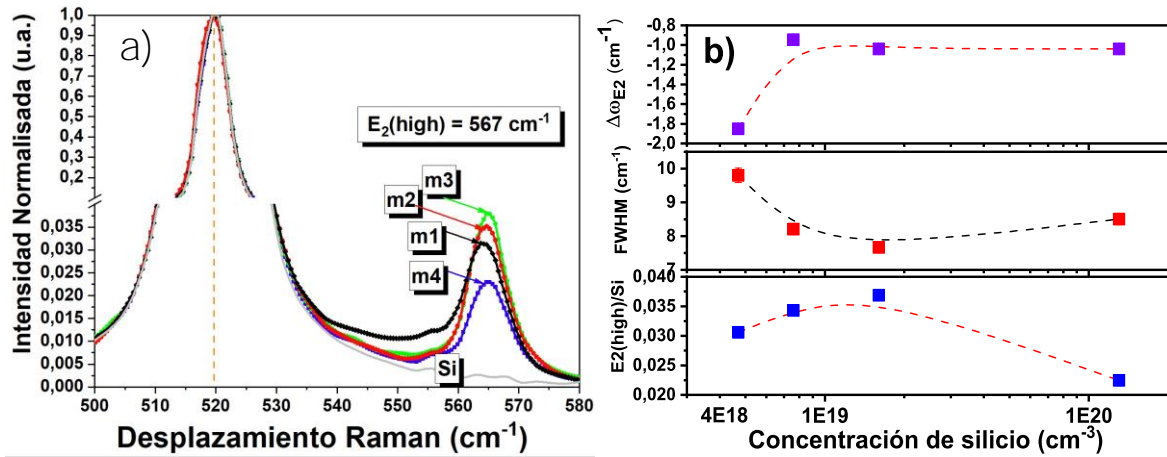 a)
Intensidad Normalisada (u.a.)
1,0
0,9
0,8
0,7
0,6
0,5
0,4
0,3
0,2
0,035
0,030
0,025
0,020
0,015
0,010
0,005
0,000
E₂(high) = 567 cm⁻¹
m3
m2
m1
m4
Si
500 510 520 530 540 550 560 570 580
Desplazamiento Raman (cm⁻¹)
b)
Δω_E2 (cm⁻¹)
-0,8
-1,0
-1,2
-1,4
-1,6
-1,8
-2,0
FWHM (cm⁻¹)
10
9
8
7
E2(high)/Si
0,040
0,035
0,030
0,025
0,020
4E18 1E19 1E20
Concentración de silicio (cm⁻³)